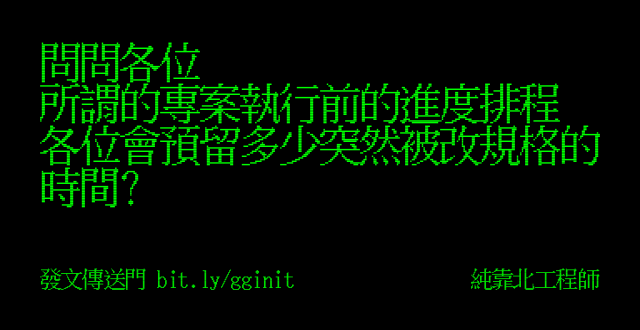 問問各位
所謂的專案執行前的進度排程
各位會預留多少突然被改規格的
時間?
發文傳送門 bit.ly/gginit
純靠北工程師